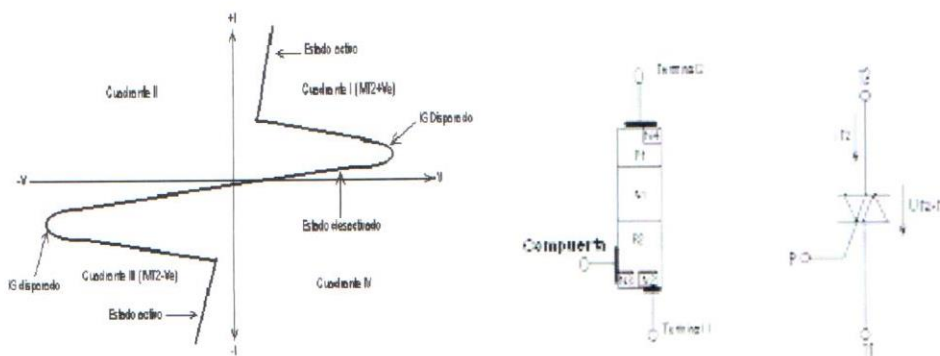 +I
Estado activo
Cuadrante II
Cuadrante I (MT2+Ve)
IG Disparado
-V
Estado desactivado
Cuadrante III (MT2-Ve)
Cuadrante IV
IG disparado
Estado activo
-I
Terminal 2
N4
P1
N1
P2
Compuerta
Terminal 1